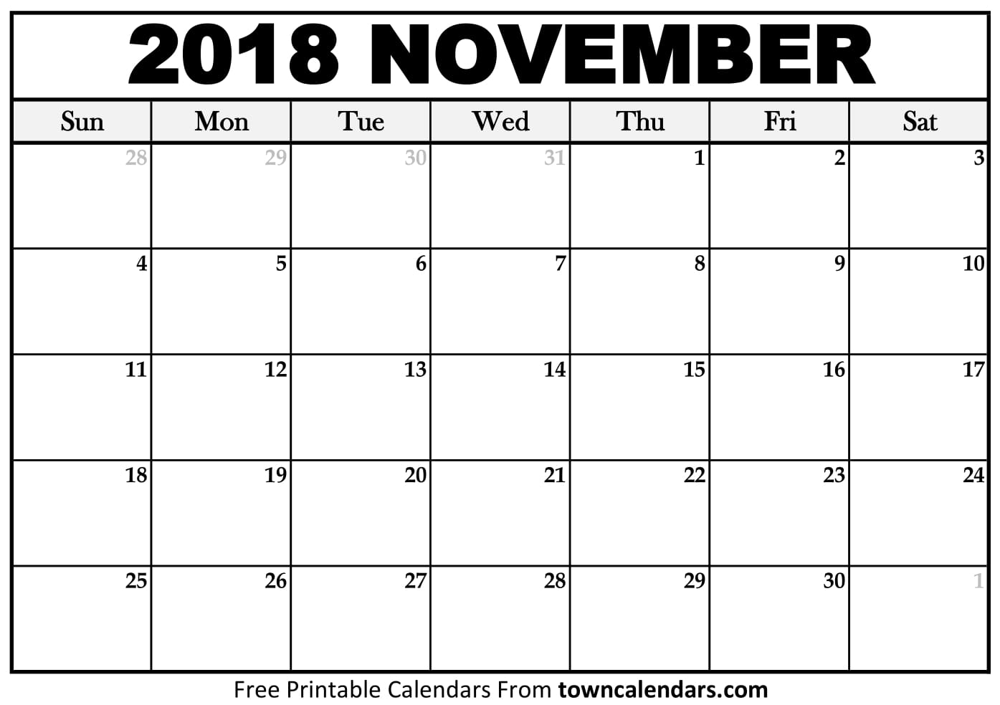 2018 NOVEMBER
Sun Mon Tue Wed Thu Fri Sat
28 29 30 31 1 2 3
4 5 6 7 8 9 10
11 12 13 14 15 16 17
18 19 20 21 22 23 24
25 26 27 28 29 30 1
Free Printable Calendars From towncalendars.com